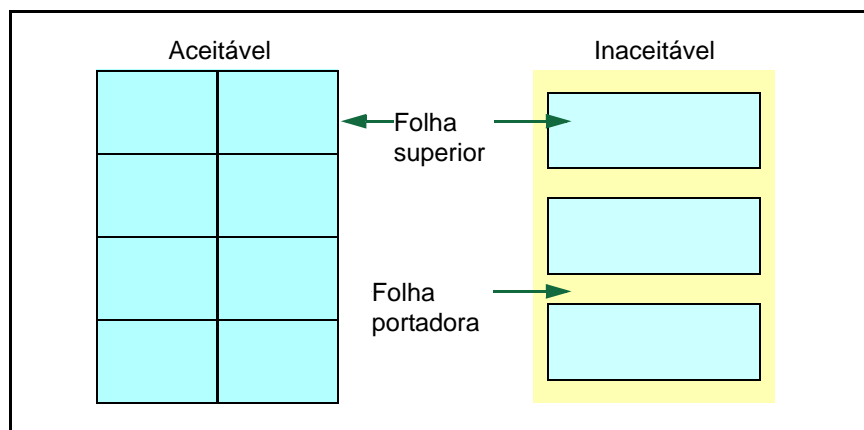 Aceitável
Inaceitável
Folha
superior
Folha
portadora